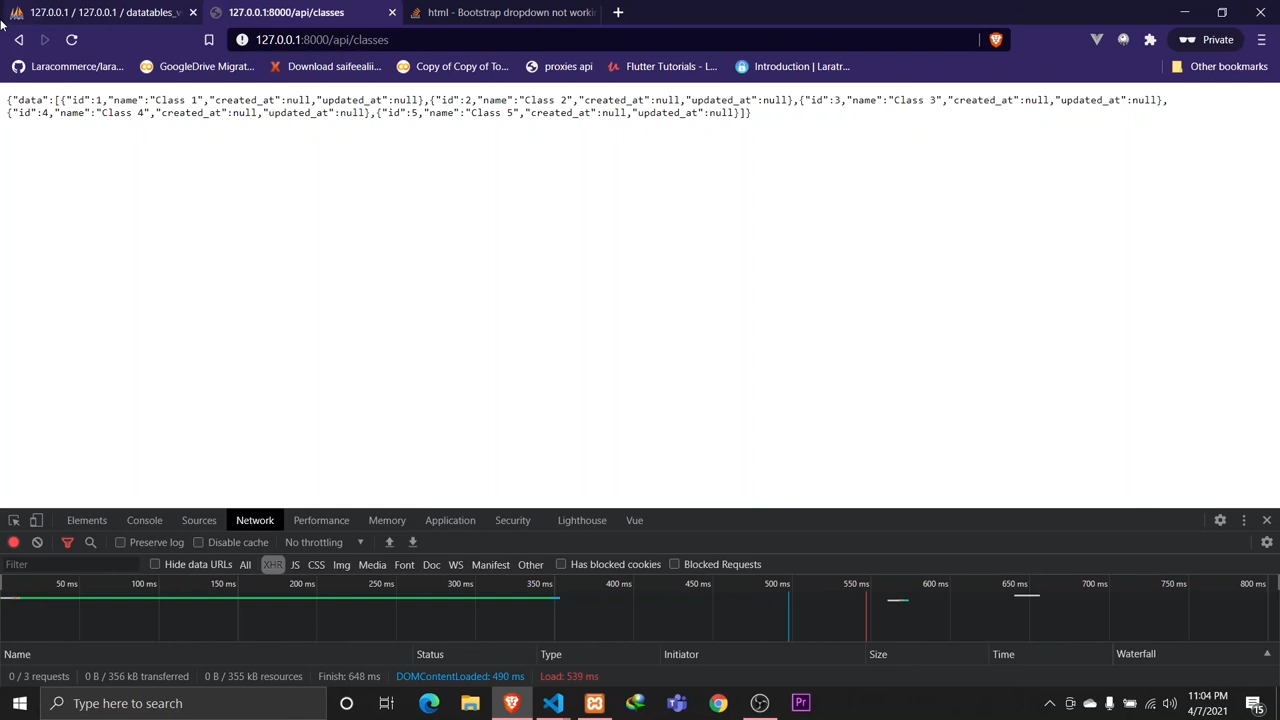 127.0.0.1 / 127.0.0.1 / datatables_v
127.0.0.1:8000/api/classes
html - Bootstrap dropdown not worki
127.0.0.1:8000/api/classes
Private
Laracommerce/lara...
GoogleDrive Migrat...
Download saifeealii...
Copy of Copy of To...
proxies api
Flutter Tutorials - L...
Introduction | Laratr...
Other bookmarks
{"data":[{"id":1,"name":"Class 1","created_at":null,"updated_at":null},{"id":2,"name":"Class 2","created_at":null,"updated_at":null},{"id":3,"name":"Class 3","created_at":null,"updated_at":null},
{"id":4,"name":"Class 4","created_at":null,"updated_at":null},{"id":5,"name":"Class 5","created_at":null,"updated_at":null}]}
Elements Console Sources Network Performance Memory Application Security Lighthouse Vue
Preserve log Disable cache No throttling
Filter Hide data URLs All XHR JS CSS Img Media Font Doc WS Manifest Other Has blocked cookies Blocked Requests
50 ms 100 ms 150 ms 200 ms 250 ms 300 ms 350 ms 400 ms 450 ms 500 ms 550 ms 600 ms 650 ms 700 ms 750 ms 800 ms
Name Status Type Initiator Size Time Waterfall
0 / 3 requests 0 B / 356 kB transferred 0 B / 355 kB resources Finish: 648 ms DOMContentLoaded: 490 ms Load: 539 ms
Type here to search
Pr
11:04 PM
4/7/2021
15